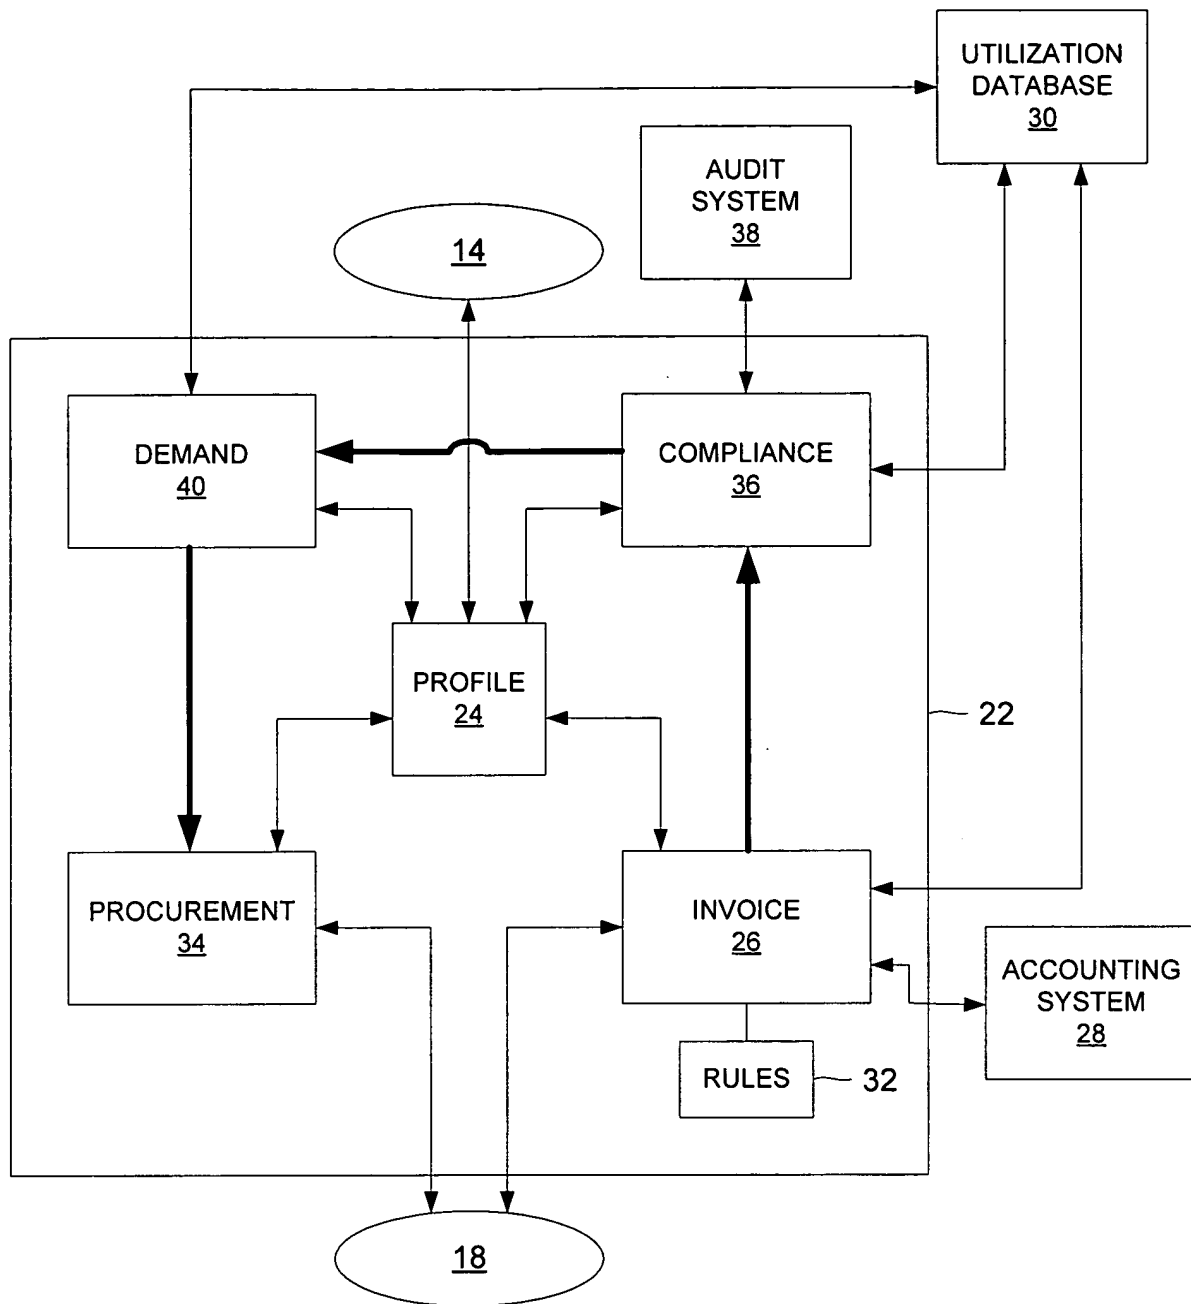 UTILIZATION
DATABASE
30
AUDIT
SYSTEM
38
14
DEMAND
40
COMPLIANCE
36
PROFILE
24
22
PROCUREMENT
34
INVOICE
26
ACCOUNTING
SYSTEM
28
RULES
32
18